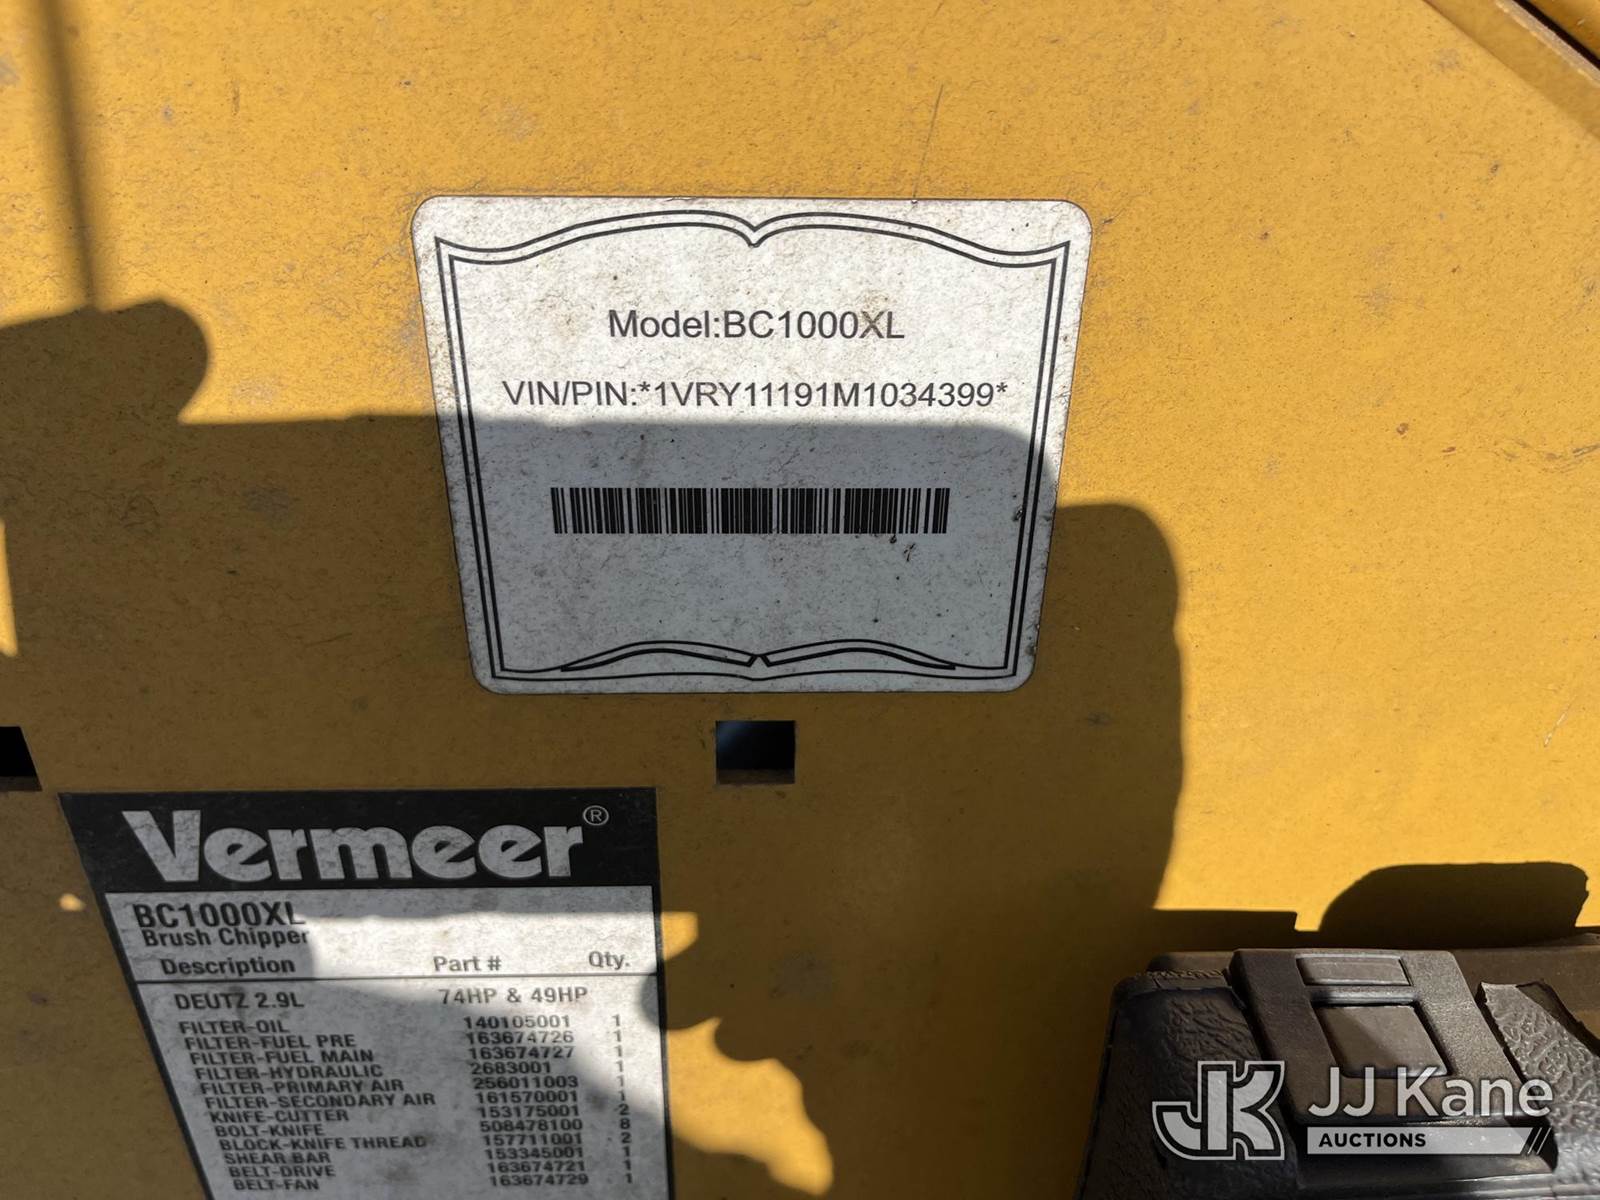 Model:BC1000XL
VIN/PIN:*1VRY11191M1034399*
Vermeer®
BC1000XL
Brush Chipper
Description Part # Qty.
DEUTZ 2.9L 74HP & 49HP
FILTER-OIL 140105001 1
FILTER-FUEL PRE 163674726 1
FILTER-FUEL MAIN 163674727 1
FILTER-HYDRAULIC 2683001 1
FILTER-PRIMARY AIR 256011003 1
FILTER-SECONDARY AIR 161570001 1
KNIFE-CUTTER 153175001 2
BOLT-KNIFE 508478100 8
BLOCK-KNIFE THREAD 157711001 2
SHEAR BAR 153345001 1
BELT-DRIVE 163674721 1
BELT-FAN 163674729 1
JK JJ Kane
AUCTIONS